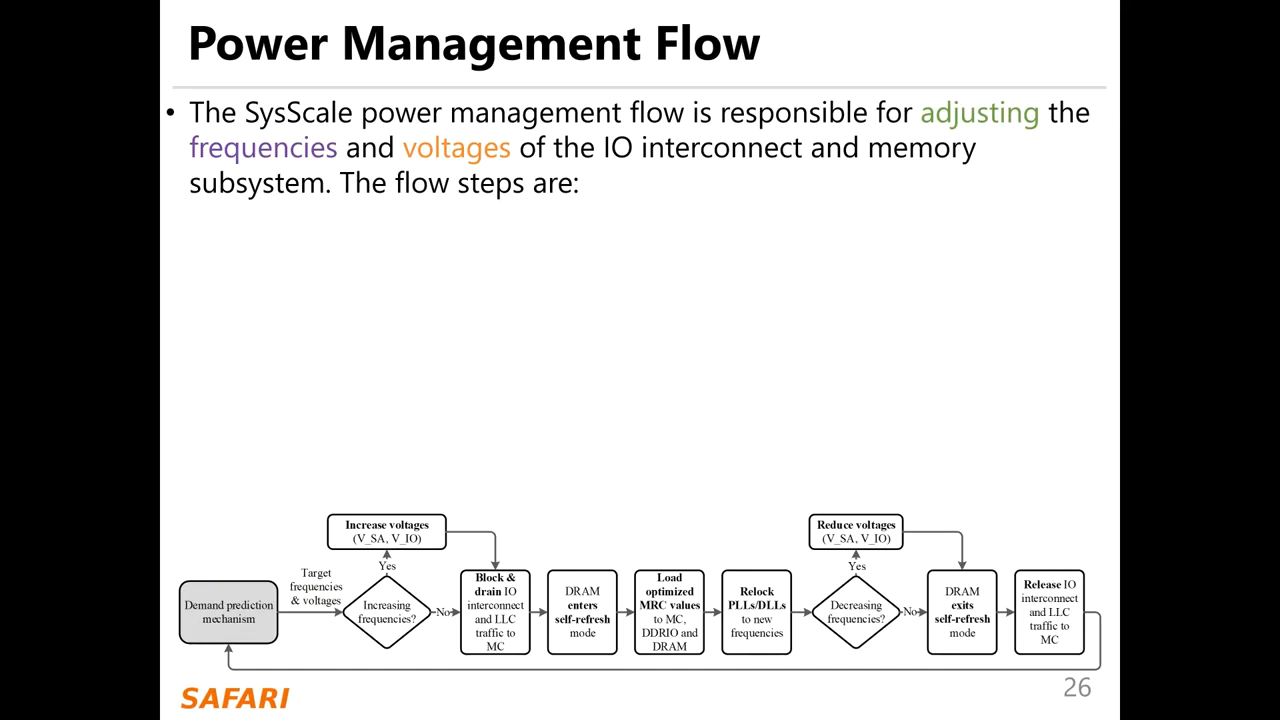 Power Management Flow
• The SysScale power management flow is responsible for adjusting the
frequencies and voltages of the IO interconnect and memory
subsystem. The flow steps are:
Demand prediction
mechanism
Target
frequencies
& voltages
Increasing
frequencies?
Yes
Increase voltages
(V_SA, V_IO)
No
Block &
drain IO
interconnect
and LLC
traffic to
MC
DRAM
enters
self-refresh
mode
Load
optimized
MRC values
to MC,
DDRIO and
DRAM
Relock
PLLs/DLLs
to new
frequencies
Decreasing
frequencies?
Yes
Reduce voltages
(V_SA, V_IO)
No
DRAM
exits
self-refresh
mode
Release IO
interconnect
and LLC
traffic to
MC
SAFARI
26